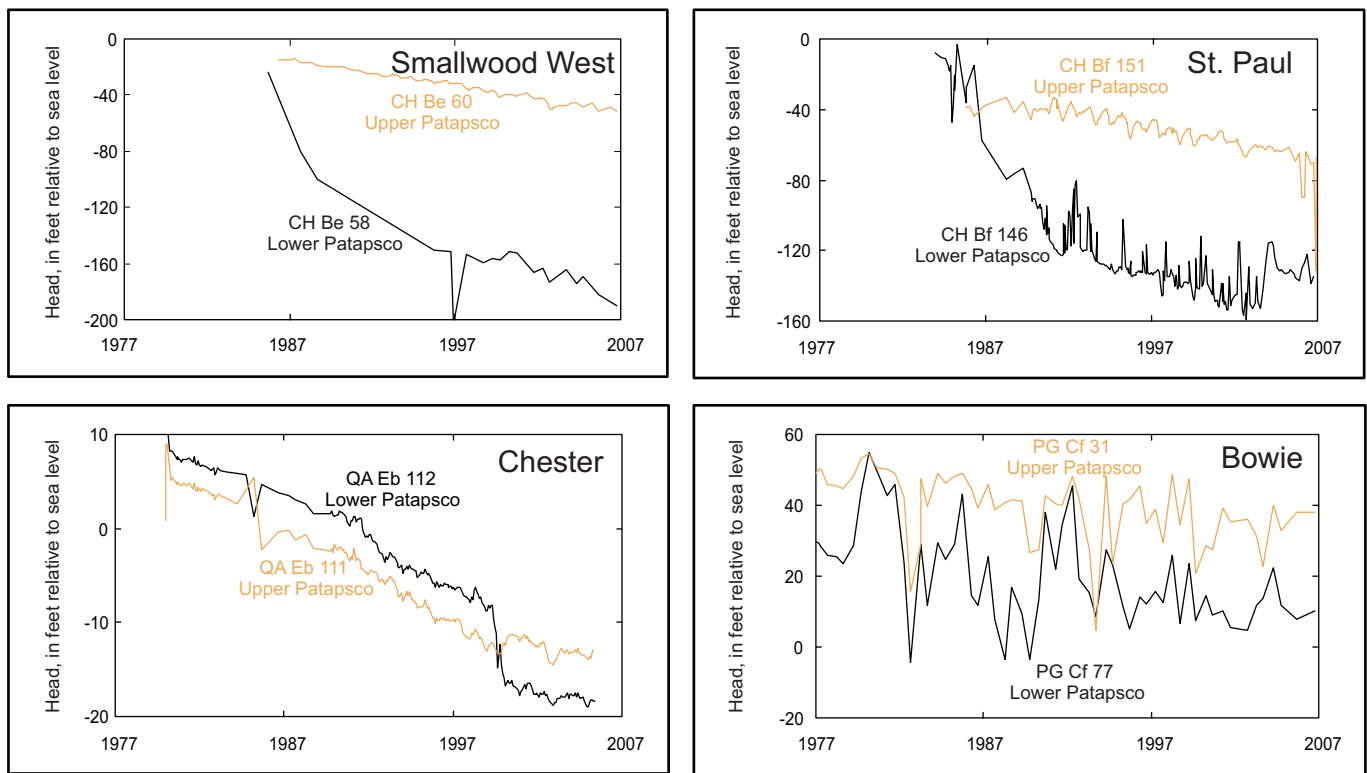 Smallwood West
Head, in feet relative to sea level
0
-40
-80
-120
-160
-200
1977
1987
1997
2007
CH Be 60
Upper Patapsco
CH Be 58
Lower Patapsco
St. Paul
Head, in feet relative to sea level
0
-40
-80
-120
-160
1977
1987
1997
2007
CH Bf 151
Upper Patapsco
CH Bf 146
Lower Patapsco
Chester
Head, in feet relative to sea level
10
0
-10
-20
1977
1987
1997
2007
QA Eb 112
Lower Patapsco
QA Eb 111
Upper Patapsco
Bowie
Head, in feet relative to sea level
60
40
20
0
-20
1977
1987
1997
2007
PG Cf 31
Upper Patapsco
PG Cf 77
Lower Patapsco